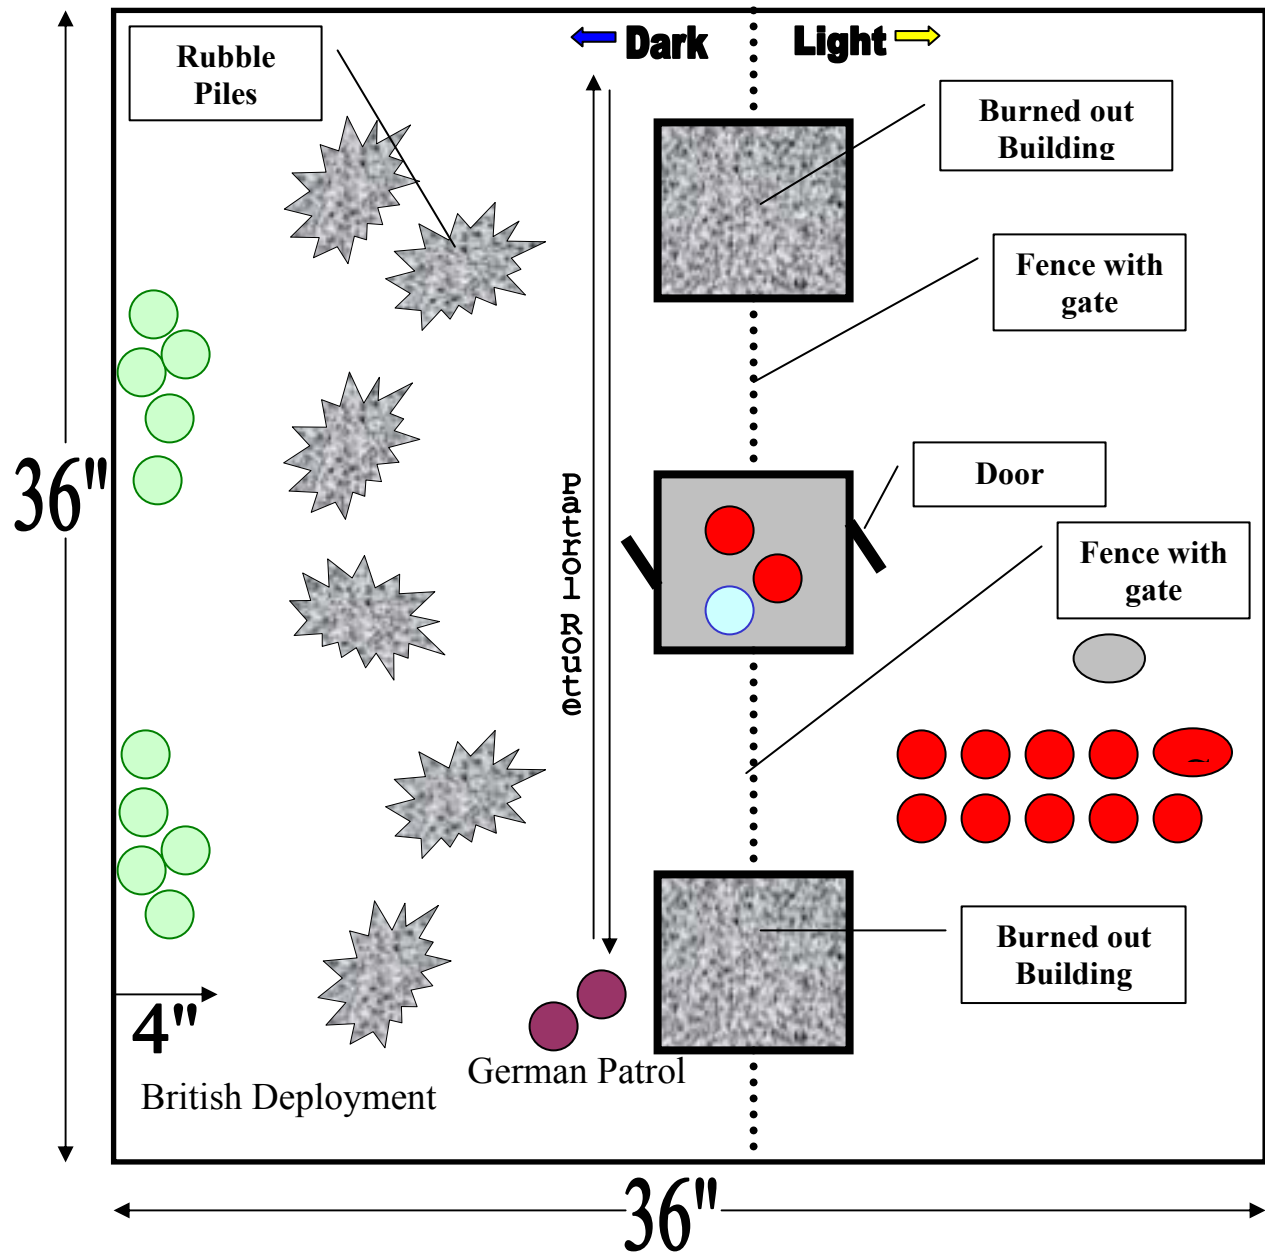 Dark Light
Rubble
Piles
Burned out
Building
Fence with
gate
36"
Door
Patrol Route
Fence with
gate
Burned out
Building
4"
German Patrol
British Deployment
36"